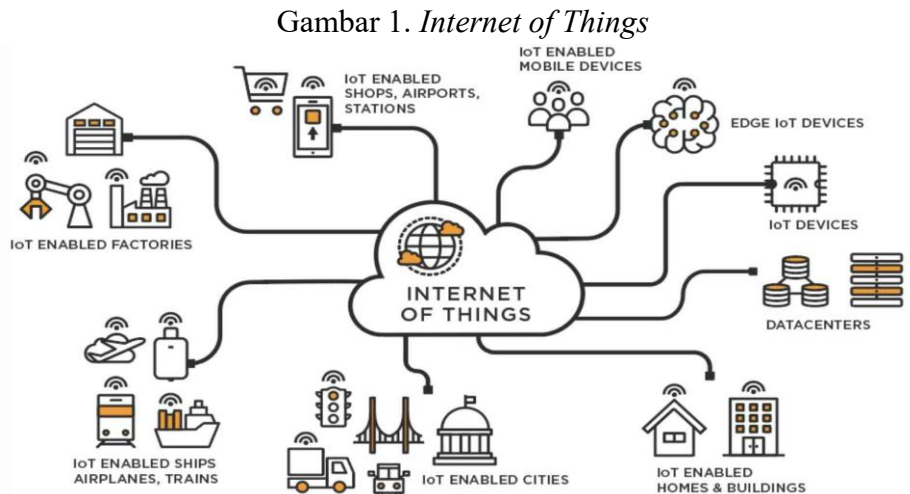 Gambar 1. Internet of Things
IoT ENABLED
MOBILE DEVICES
IoT ENABLED
SHOPS, AIRPORTS,
STATIONS
EDGE IoT DEVICES
IoT ENABLED FACTORIES
IoT DEVICES
INTERNET
OF THINGS
DATACENTERS
IoT ENABLED SHIPS
AIRPLANES, TRAINS
IoT ENABLED CITIES
IoT ENABLED
HOMES & BUILDINGS